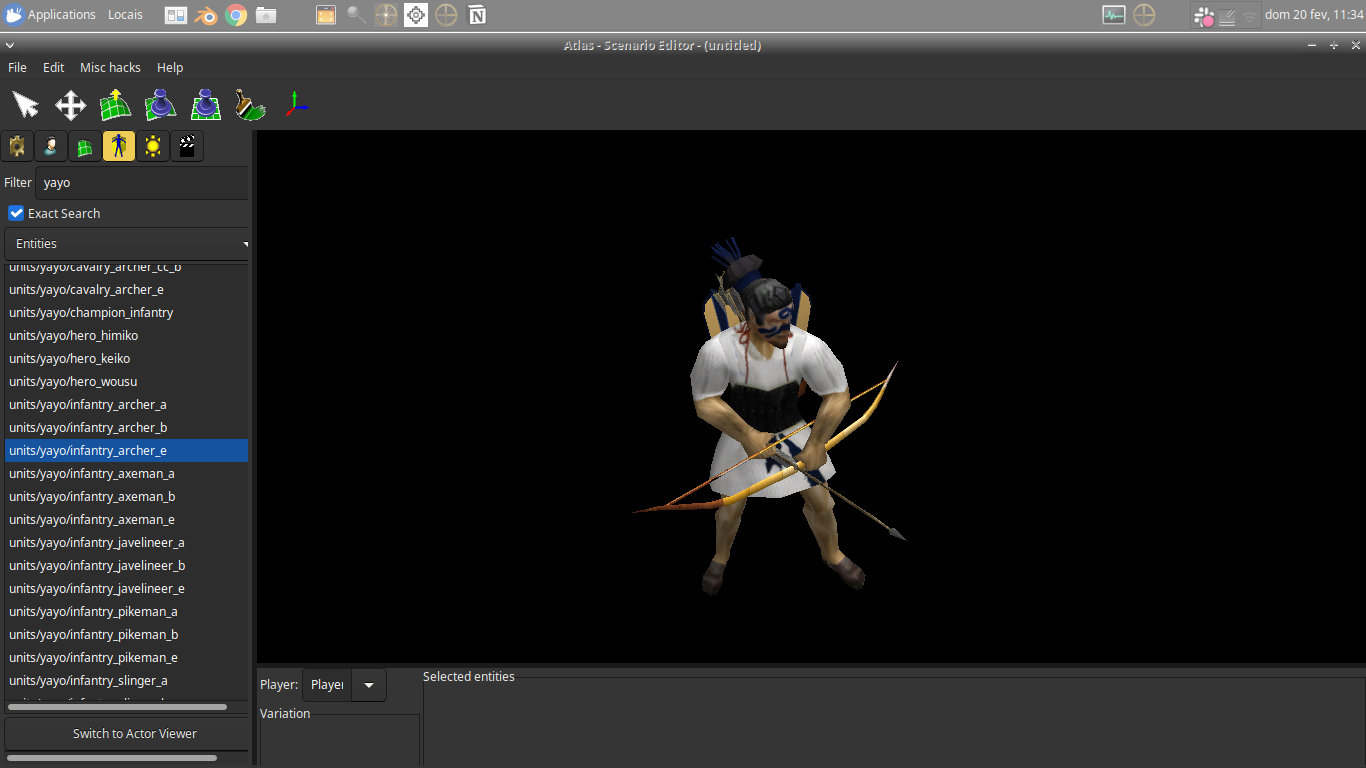 Applications Locais dom 20 fev, 11:34
Atlas - Scenario Editor - (untitled)
File Edit Misc hacks Help
Filter yayo
Exact Search
Entities
units/yayo/cavalry_archer_cc_b
units/yayo/cavalry_archer_e
units/yayo/champion_infantry
units/yayo/hero_himiko
units/yayo/hero_keiko
units/yayo/hero_wousu
units/yayo/infantry_archer_a
units/yayo/infantry_archer_b
units/yayo/infantry_archer_e
units/yayo/infantry_axeman_a
units/yayo/infantry_axeman_b
units/yayo/infantry_axeman_e
units/yayo/infantry_javelineer_a
units/yayo/infantry_javelineer_b
units/yayo/infantry_javelineer_e
units/yayo/infantry_pikeman_a
units/yayo/infantry_pikeman_b
units/yayo/infantry_pikeman_e
units/yayo/infantry_slinger_a
Switch to Actor Viewer
Player: Player
Variation
Selected entities